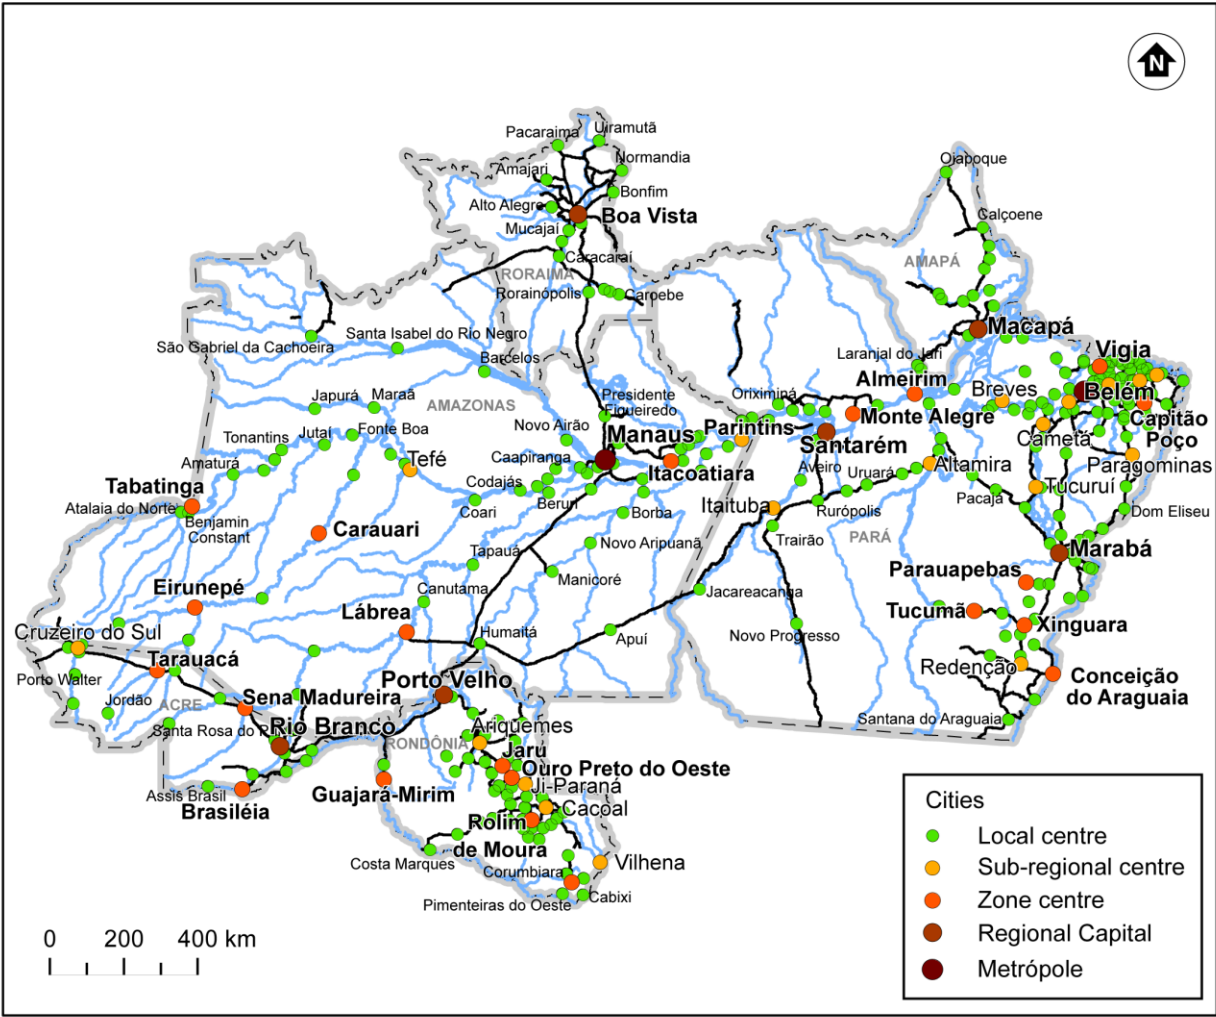 N
Pacaraima
Uiramutã
Normandia
Amajari
Bonfim
Alto Alegre
Boa Vista
Mucajaí
Caracaraí
RORAIMA
Rorainópolis
Caroebe
Oiapoque
Calçoene
AMAPÁ
Macapá
São Gabriel da Cachoeira
Santa Isabel do Rio Negro
Barcelos
Laranjal do Jari
Vigia
Almeirim
Breves
Belém
Japurá
Maraã
AMAZONAS
Presidente
Figueiredo
Oriximiná
Monte Alegre
Capitão
Poço
Tonantins
Jutaí
Fonte Boa
Novo Airão
Manaus
Parintins
Santarém
Cametá
Amaturá
Tefé
Caapiranga
Itacoatiara
Aveiro
Uruará
Altamira
Paragominas
Tabatinga
Codajás
Tucuruí
Atalaia do Norte
Benjamin
Constant
Coari
Beruri
Borba
Itaituba
Rurópolis
Pacajá
Dom Eliseu
Carauari
Novo Aripuanã
Trairão
PARÁ
Marabá
Tapauá
Manicoré
Parauapebas
Eirunepé
Canutama
Jacareacanga
Lábrea
Tucumã
Xinguara
Cruzeiro do Sul
Humaitá
Apuí
Novo Progresso
Tarauacá
Redenção
Porto Walter
Porto Velho
Conceição
do Araguaia
Jordão
ACRE
Sena Madureira
Santa Rosa do P
Rio Branco
Ariquemes
Santana do Araguaia
RONDÔNIA
Jaru
Ouro Preto do Oeste
Assis Brasil
Brasiléia
Guajará-Mirim
Ji-Paraná
Cacoal
Rolim
de Moura
Costa Marques
Vilhena
Corumbiara
Pimenteiras do Oeste
Cabixi
Cities
Local centre
Sub-regional centre
Zone centre
Regional Capital
Metrópole
0 200 400 km